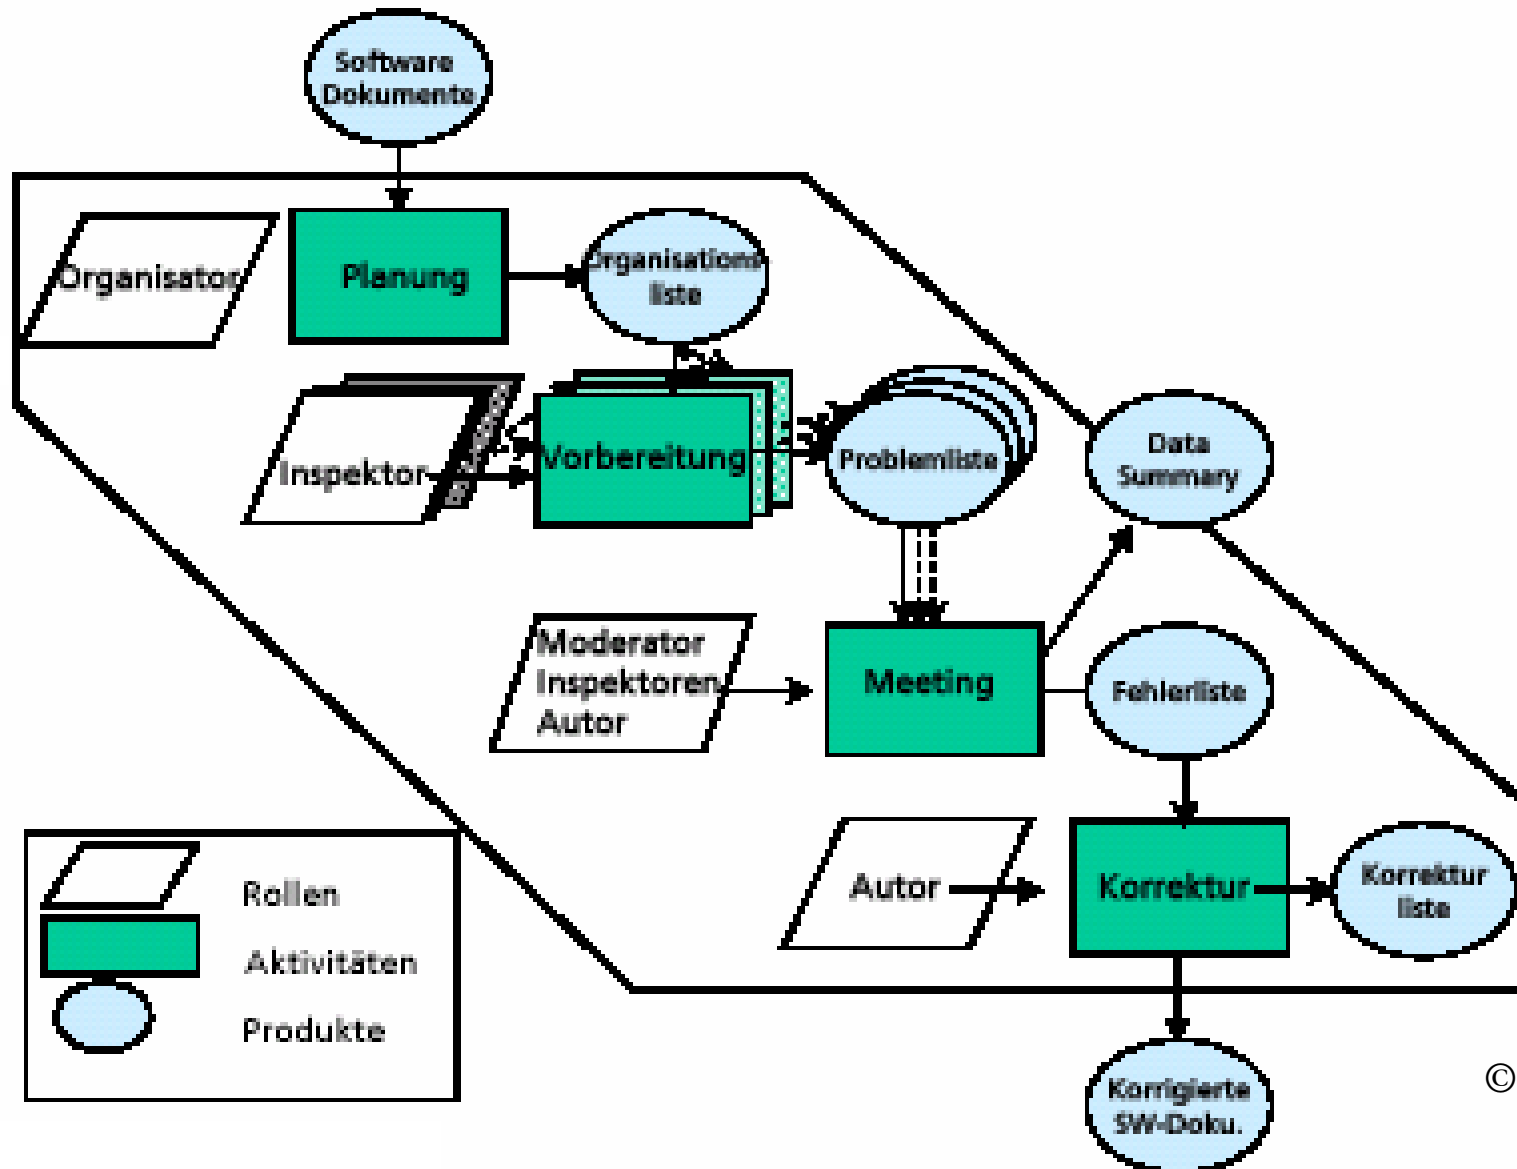 Software
Dokumente
Organisator
Planung
Organisations-
liste
Inspektor
Vorbereitung
Problemliste
Data
Summary
Moderator
Inspektoren
Autor
Meeting
Fehlerliste
Autor
Korrektur
Korrektur
liste
Rollen
Aktivitäten
Produkte
Korrigierte
SW-Doku.
©